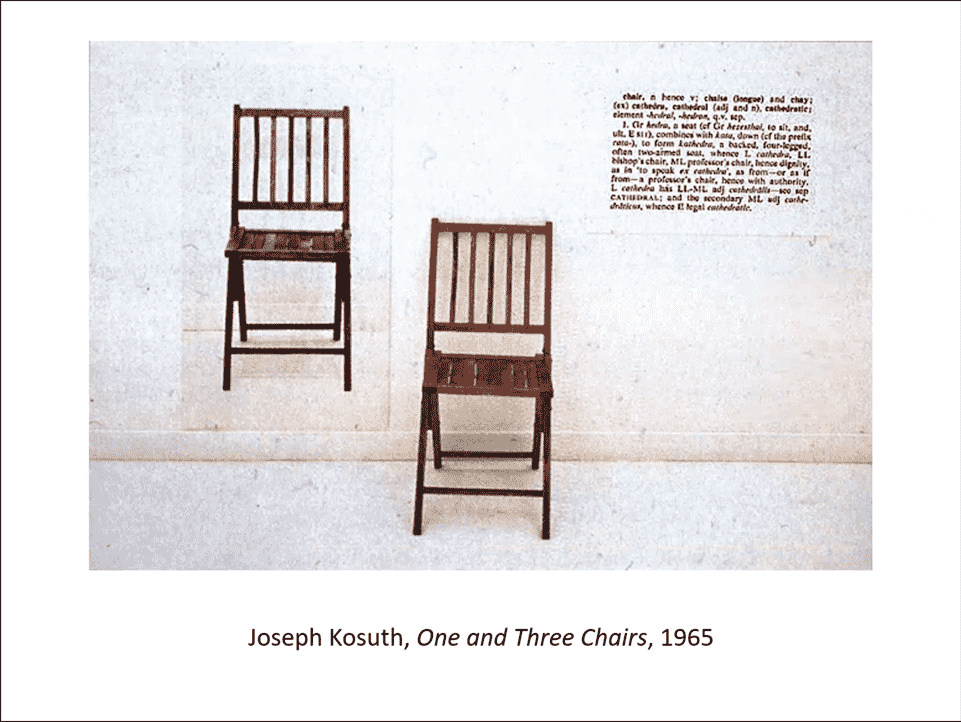 chair, n hence v; chaise (longue) and chay;
(ex) cathedra, cathedral (adj and n), cathedratic;
element -hedral, -hedron, q.v. sep.
1. Gr hedra, a seat (cf Gr hezesthai, to sit, and,
ult, E SIT), combines with kata, down (cf the prefix
cata-), to form kathedra, a backed, four-legged,
often two-armed seat, whence L cathedra, LL
bishop's chair, ML professor's chair, hence dignity,
as in 'to speak ex cathedra', as from—or as if
from—a professor's chair, hence with authority.
L cathedra has LL-ML adj cathedrālis—see sep
CATHEDRAL; and the secondary ML adj cathe-
drāticus, whence E legal cathedratic.
Joseph Kosuth, One and Three Chairs, 1965